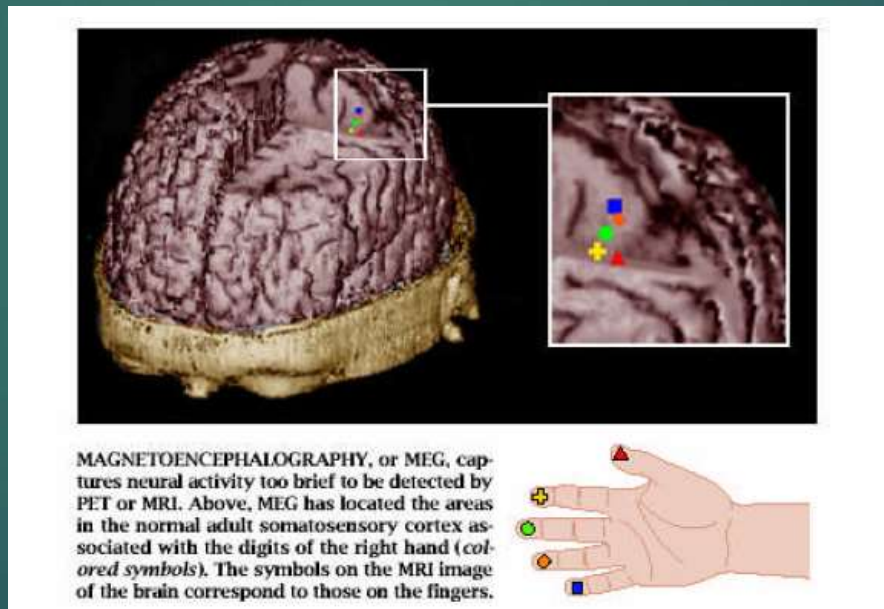 MAGNETOENCEPHALOGRAPHY, or MEG, cap-
tures neural activity too brief to be detected by
PET or MRI. Above, MEG has located the areas
in the normal adult somatosensory cortex as-
sociated with the digits of the right hand (col-
ored symbols). The symbols on the MRI image
of the brain correspond to those on the fingers.